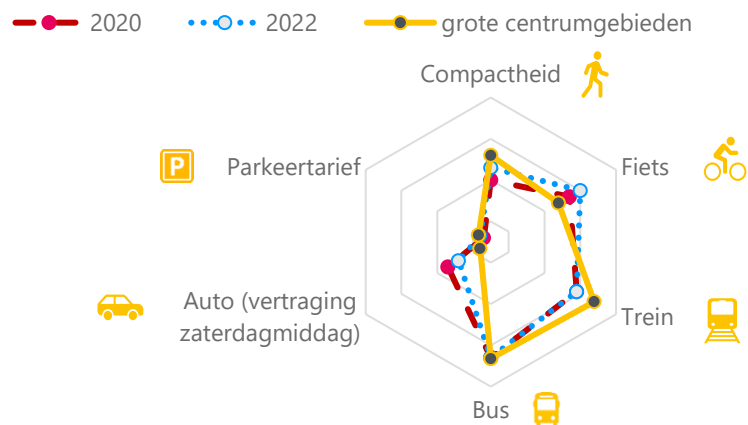 2020
2022
grote centrumgebieden
Compactheid
Parkeertarief
P
Fiets
Auto (vertraging
zaterdagmiddag)
Trein
Bus